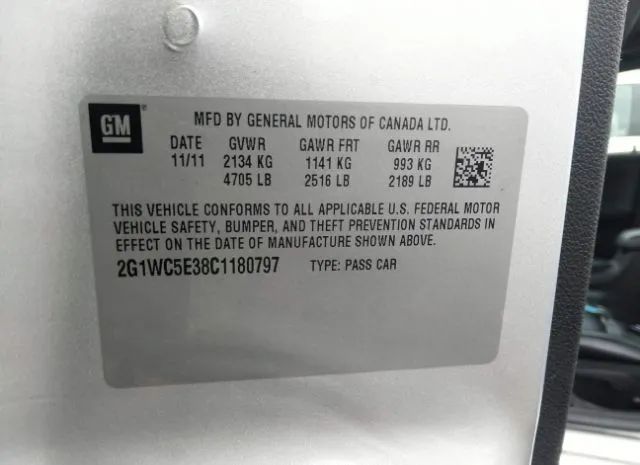 GM
MFD BY GENERAL MOTORS OF CANADA LTD.
DATE GVWR GAWR FRT GAWR RR
11/11 2134 KG 1141 KG 993 KG
4705 LB 2516 LB 2189 LB
THIS VEHICLE CONFORMS TO ALL APPLICABLE U.S. FEDERAL MOTOR
VEHICLE SAFETY, BUMPER, AND THEFT PREVENTION STANDARDS IN
EFFECT ON THE DATE OF MANUFACTURE SHOWN ABOVE.
2G1WC5E38C1180797 TYPE: PASS CAR